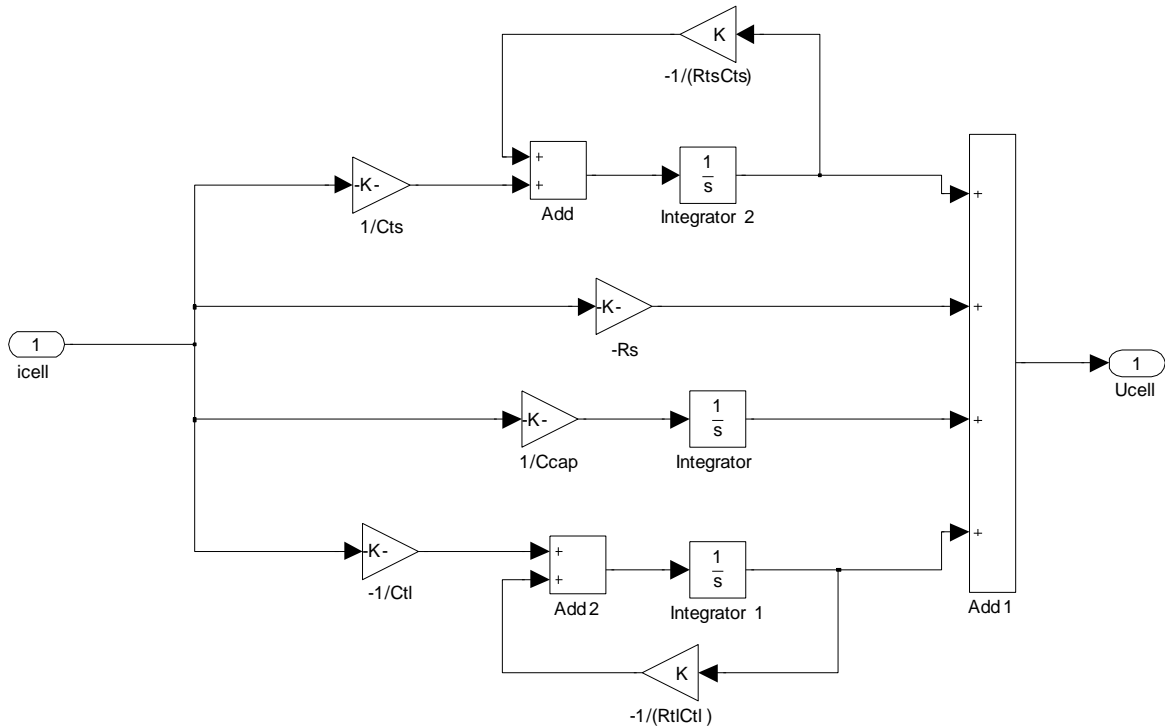 K
-1/(RtsCts)
+
+
Add
1
s
Integrator 2
-K-
1/Cts
+
-K-
-Rs
+
1
icell
1
Ucell
-K-
1/Ccap
1
s
Integrator
+
-K-
-1/Ctl
+
+
Add 2
1
s
Integrator 1
+
Add 1
K
-1/(RtlCtl )